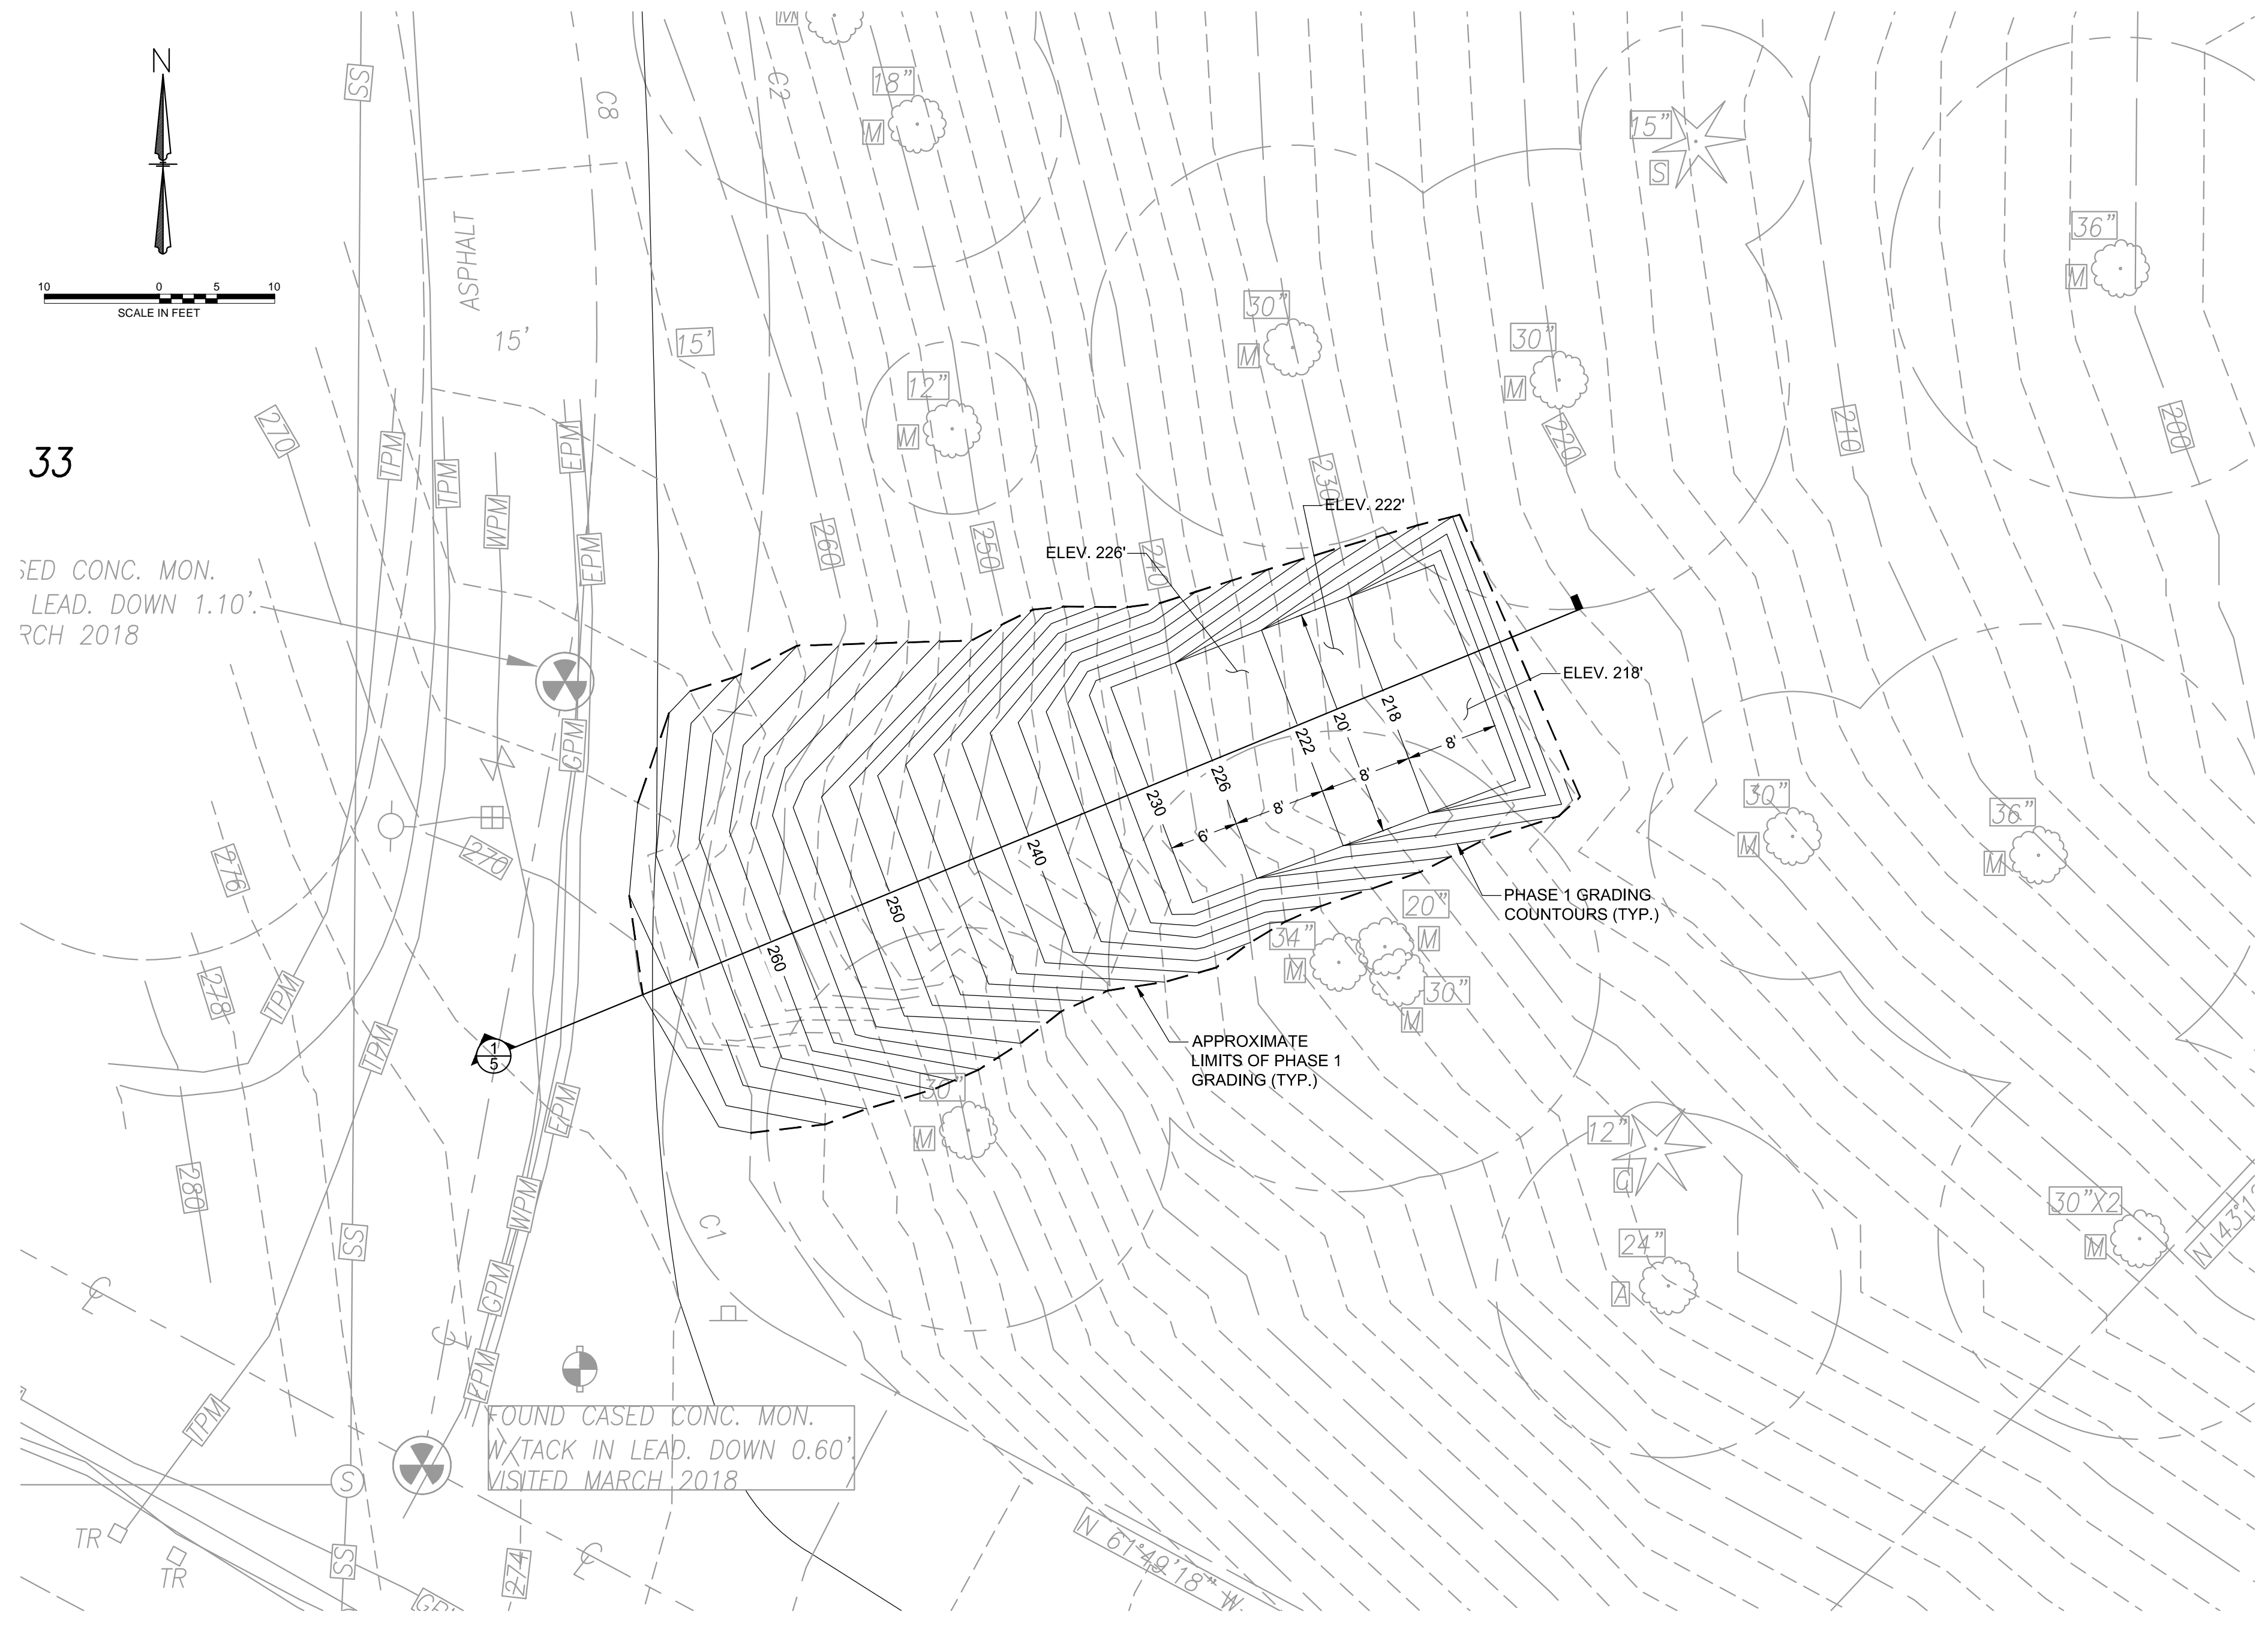 N
10 0 5 10
SCALE IN FEET
SS
C8
C2
M
18"
M
15"
S
36"
M
ASPHALT
15'
15'
30"
M
30"
M
12"
M
33
270
TPM
TPM
WPM
EPM
EPM
260
250
240
230
220
210
200
ELEV. 222'
ELEV. 226'
ELEV. 218'
SED CONC. MON.
LEAD. DOWN 1.10'.
RCH 2018
GPM
270
276
278
280
TPM
TPM
218
20'
222
226
230
240
250
260
6'
8'
8'
8'
30"
M
36"
M
PHASE 1 GRADING
COUNTOURS (TYP.)
20"
M
34"
M
30"
M
APPROXIMATE
LIMITS OF PHASE 1
GRADING (TYP.)
1
5
30"
M
EPM
WPM
GPM
EPM
SS
C1
12"
C
24"
A
30"X2
M
N 43°1
FOUND CASED CONC. MON.
W/TACK IN LEAD. DOWN 0.60'.
VISITED MARCH 2018
TPM
S
TR
TR
SS
274
N 61°49'18" W